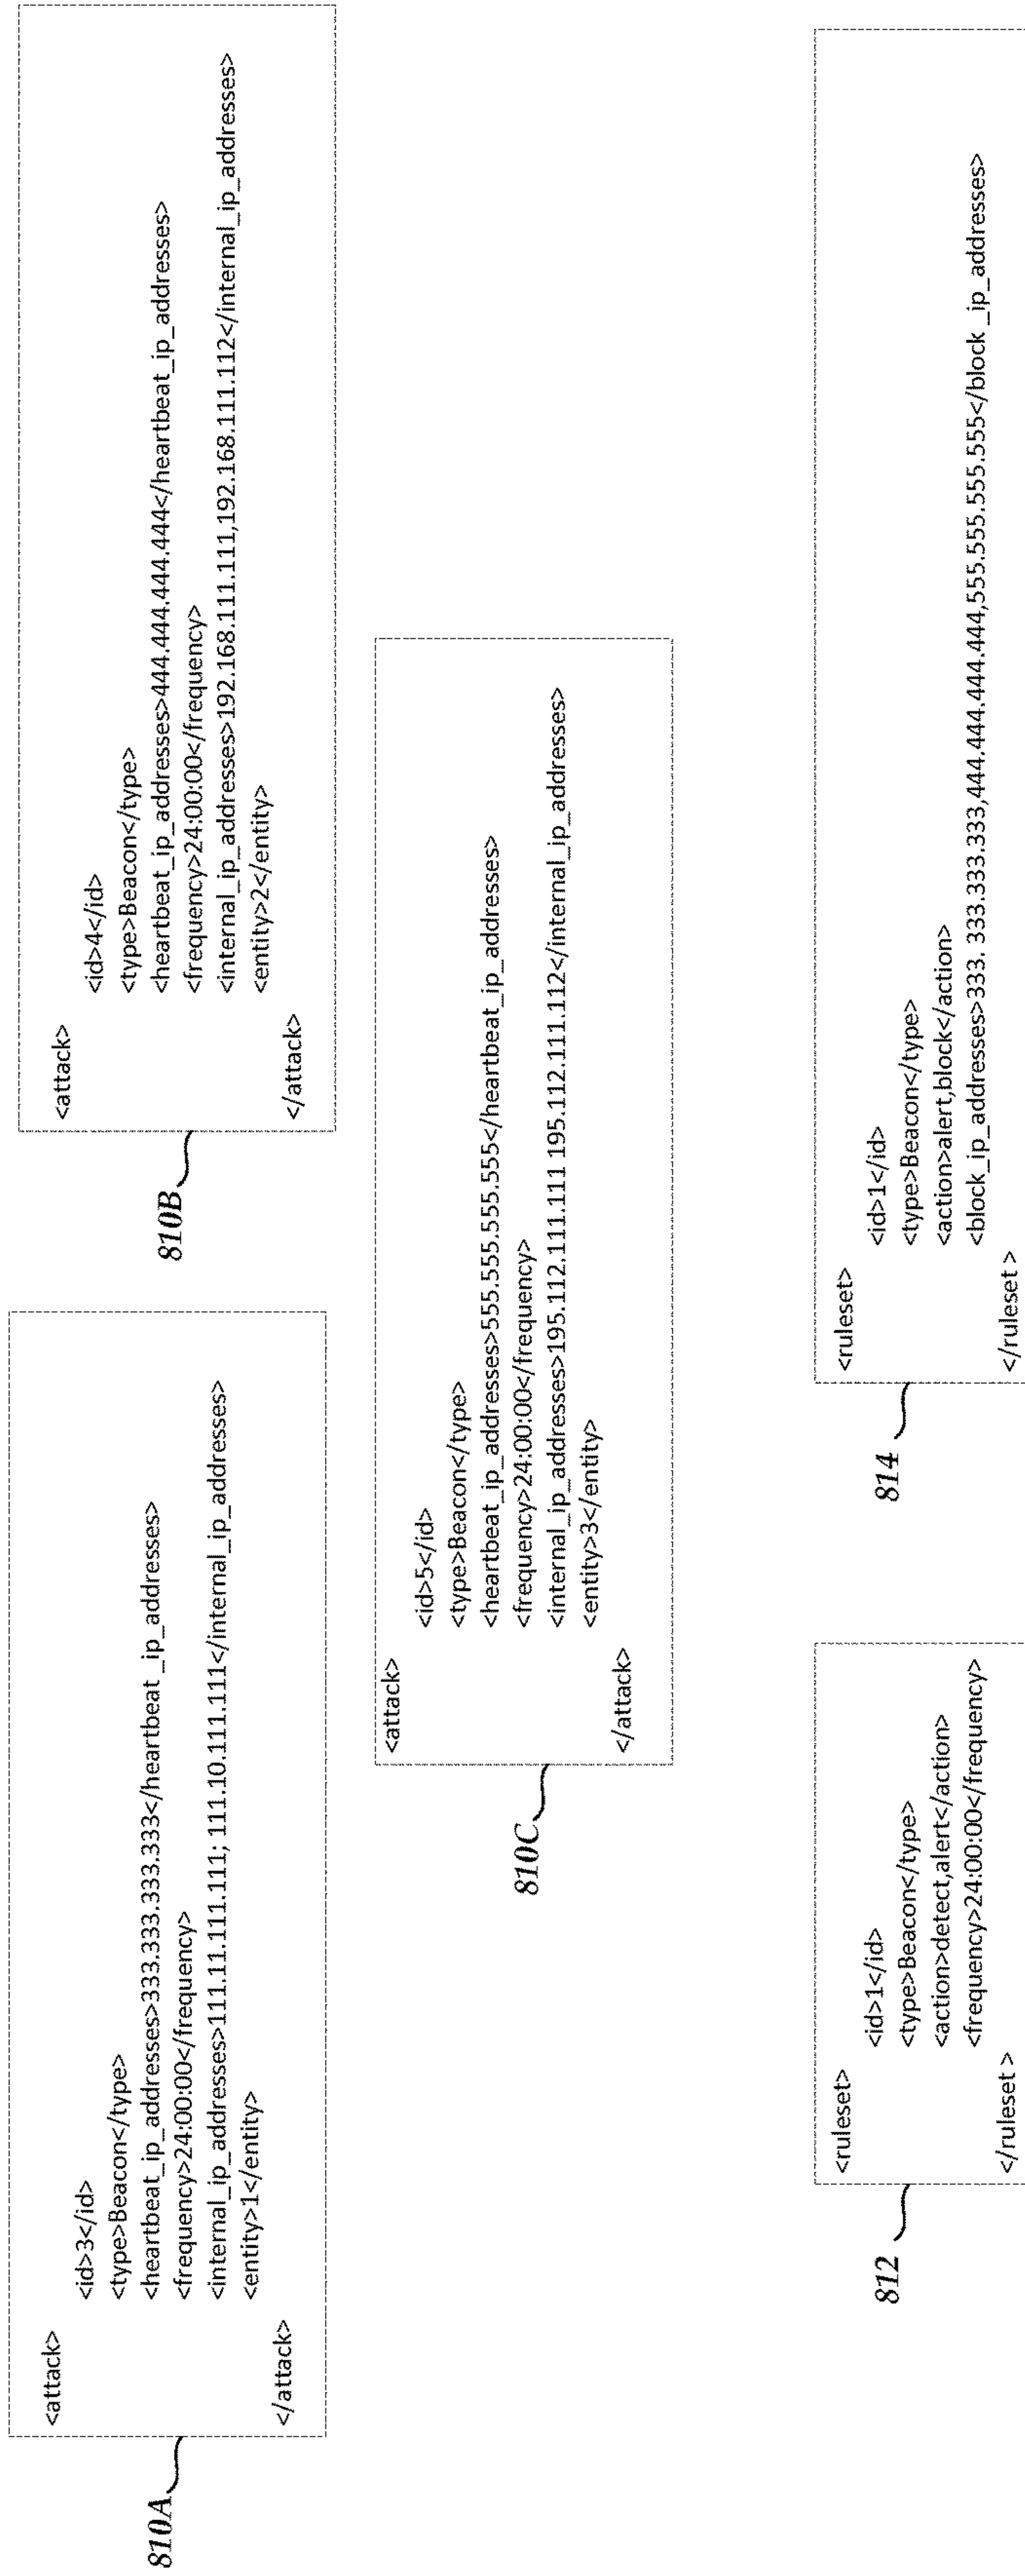 <attack>
<id>3</id>
<type>Beacon</type>
<heartbeat_ip_addresses>333.333.333.333</heartbeat _ip_addresses>
<frequency>24:00:00</frequency>
<internal_ip_addresses>111.11.111.111; 111.10.111.111</internal_ip_addresses>
<entity>1</entity>
</attack>
810A
<attack>
<id>4</id>
<type>Beacon</type>
<heartbeat_ip_addresses>444.444.444.444</heartbeat_ip_addresses>
<frequency>24:00:00</frequency>
<internal_ip_addresses>192.168.111.111,192.168.111.112</internal_ip_addresses>
<entity>2</entity>
</attack>
810B
<attack>
<id>5</id>
<type>Beacon</type>
<heartbeat_ip_addresses>555.555.555.555</heartbeat_ip_addresses>
<frequency>24:00:00</frequency>
<internal_ip_addresses>195.112.111.111 195.112.111.112</internal_ip_addresses>
<entity>3</entity>
</attack>
810C
<ruleset>
<id>1</id>
<type>Beacon</type>
<action>detect,alert</action>
<frequency>24:00:00</frequency>
</ruleset >
812
<ruleset>
<id>1</id>
<type>Beacon</type>
<action>alert,block</action>
<block_ip_addresses>333. 333.333.333,444.444.444.444,555.555.555.555</block _ip_addresses>
</ruleset >
814